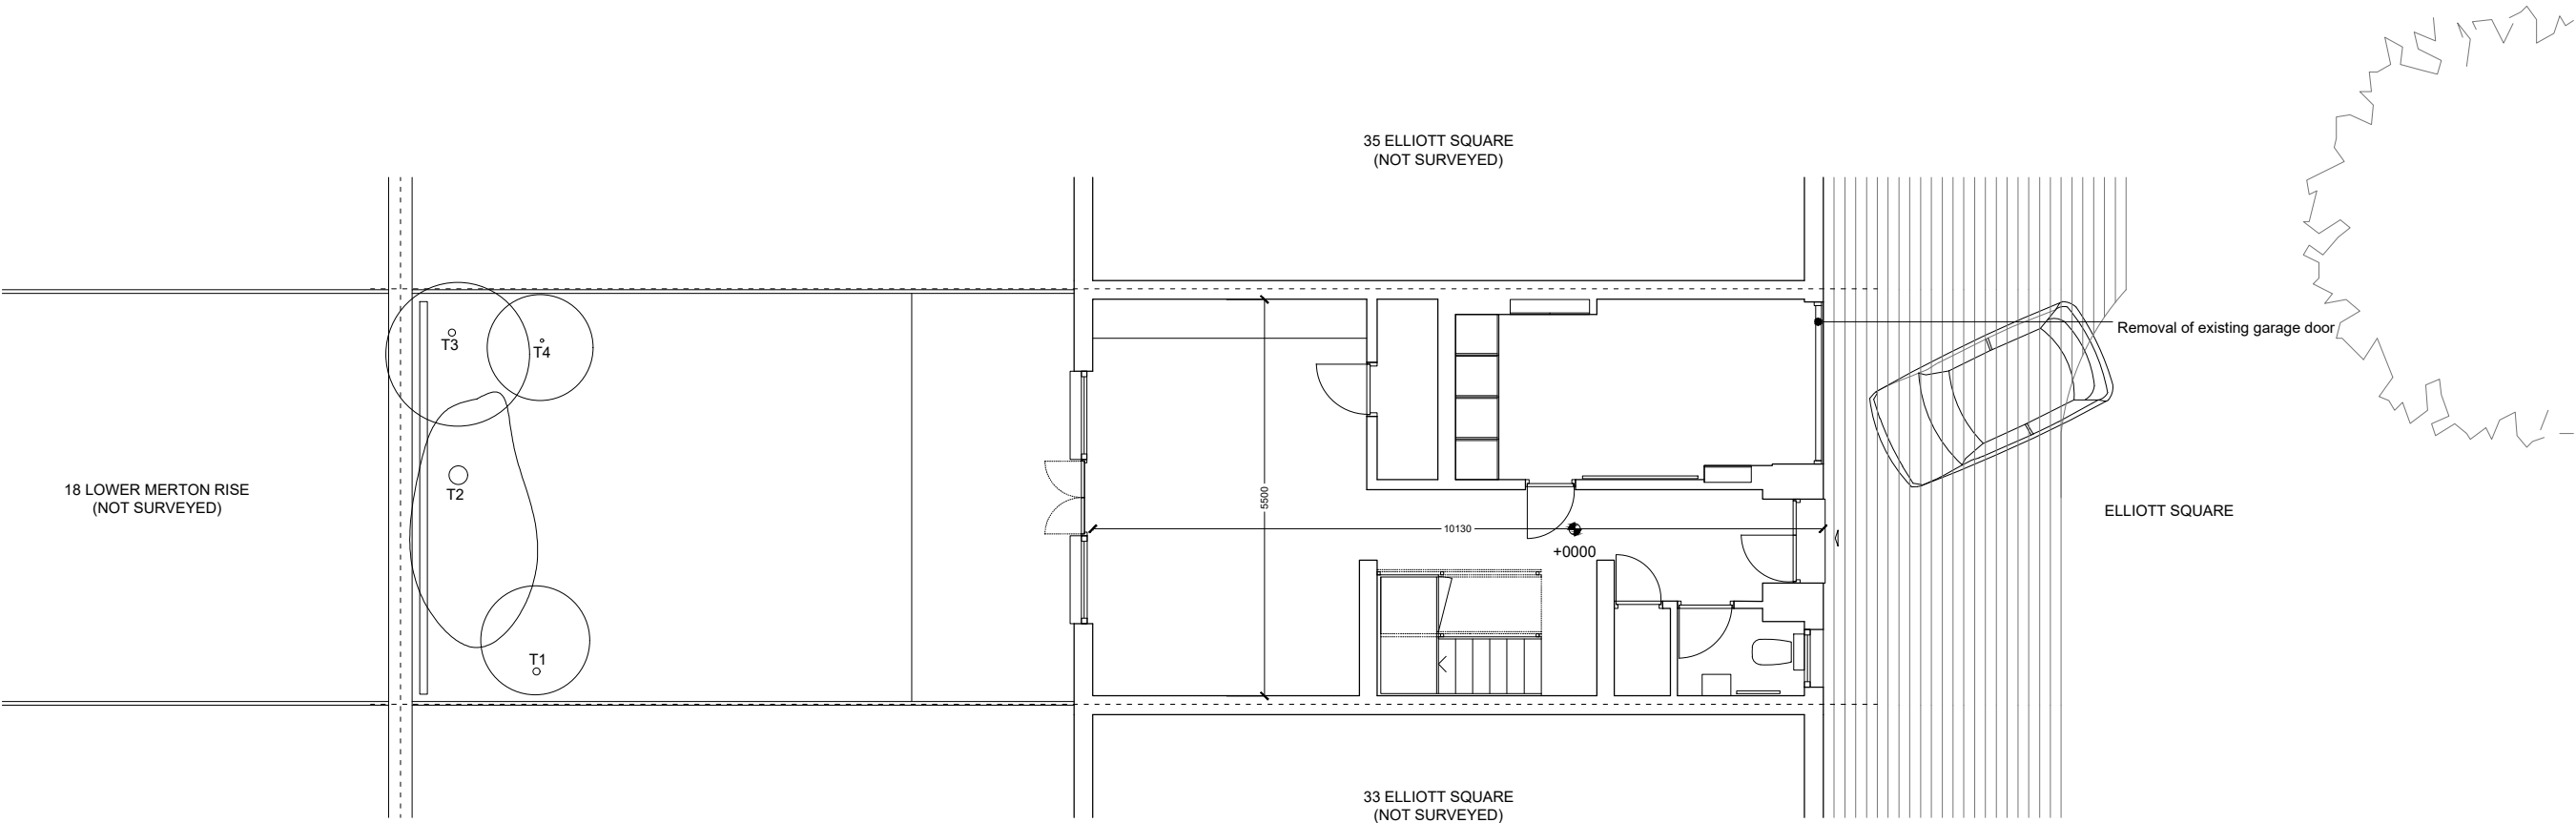 35 ELLIOTT SQUARE
(NOT SURVEYED)
Removal of existing garage door
T3
T4
T2
18 LOWER MERTON RISE
(NOT SURVEYED)
5500
10130
+0000
ELLIOTT SQUARE
T1
33 ELLIOTT SQUARE
(NOT SURVEYED)